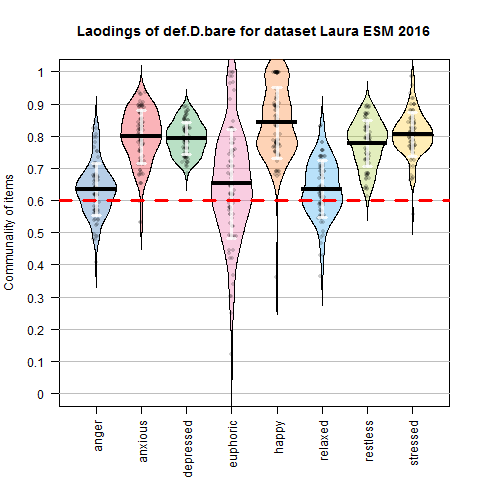 Laodings of def.D.bare for dataset Laura ESM 2016
Communality of items
1
0.9
0.8
0.7
0.6
0.5
0.4
0.3
0.2
0.1
0
anger
anxious
depressed
euphoric
happy
relaxed
restless
stressed